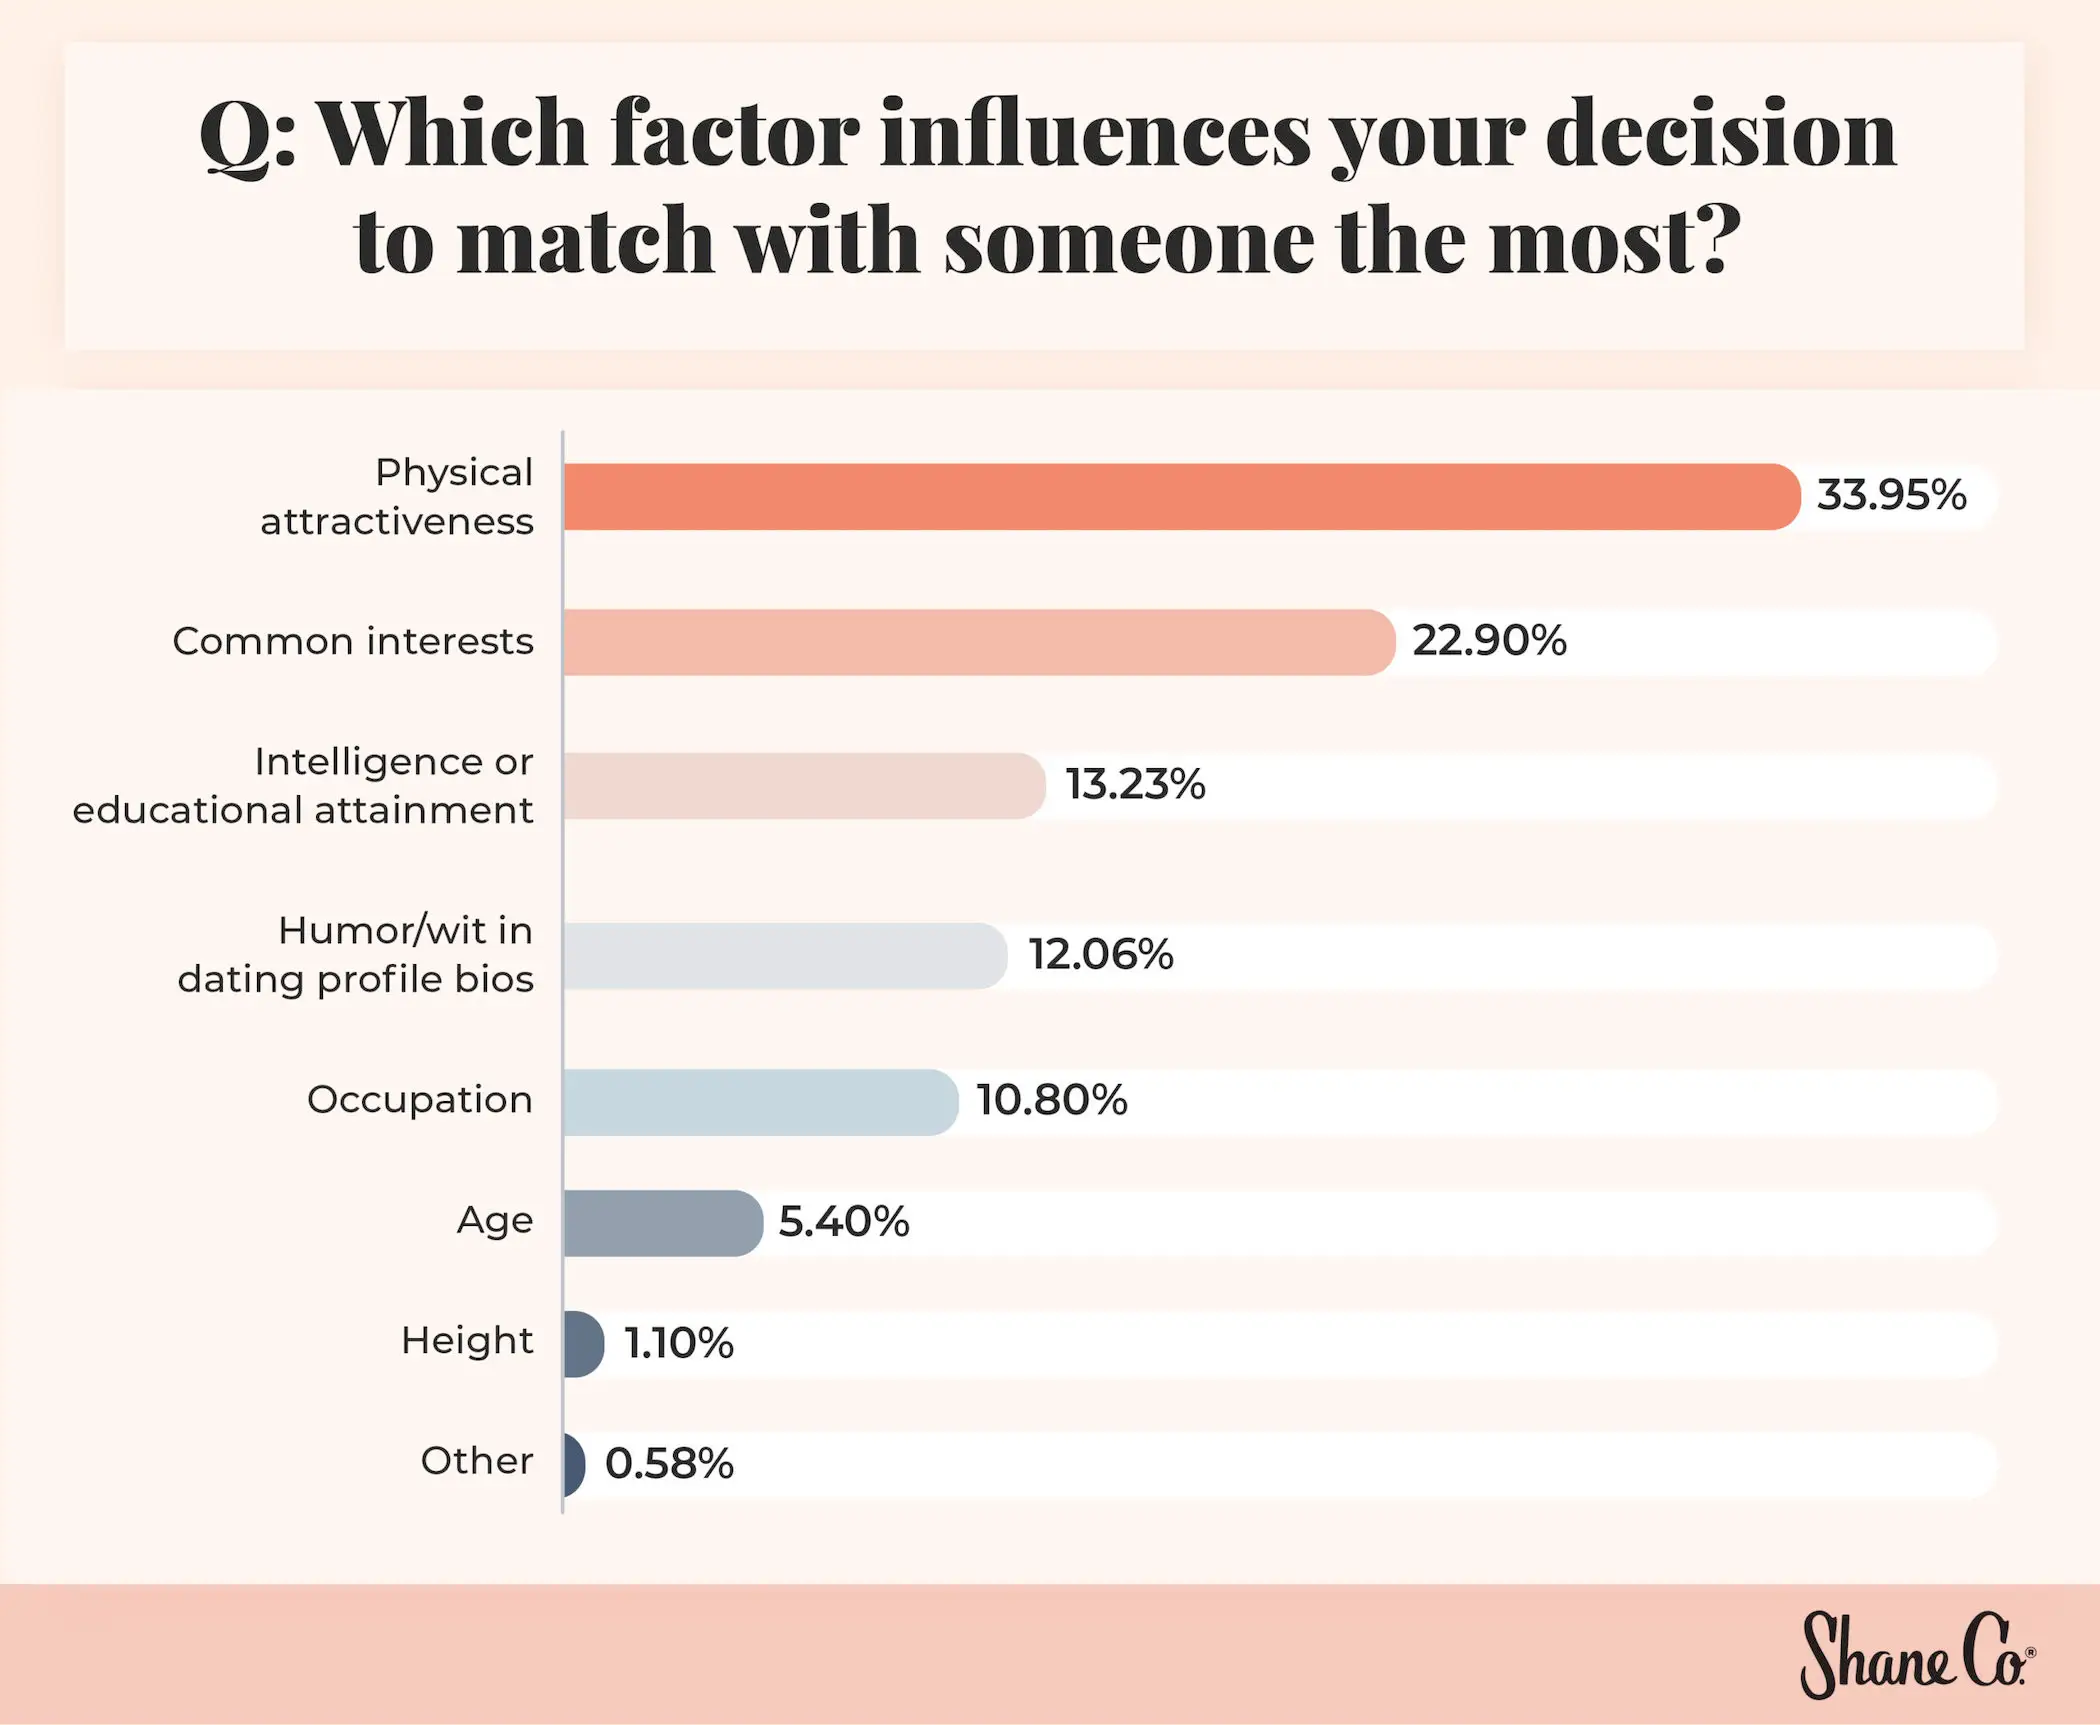 Q: Which factor influences your decision
to match with someone the most?
Physical
attractiveness
33.95%
Common interests
22.90%
Intelligence or
educational attainment
13.23%
Humor/wit in
dating profile bios
12.06%
Occupation
10.80%
Age
5.40%
Height
1.10%
Other
0.58%
Shane Co.®